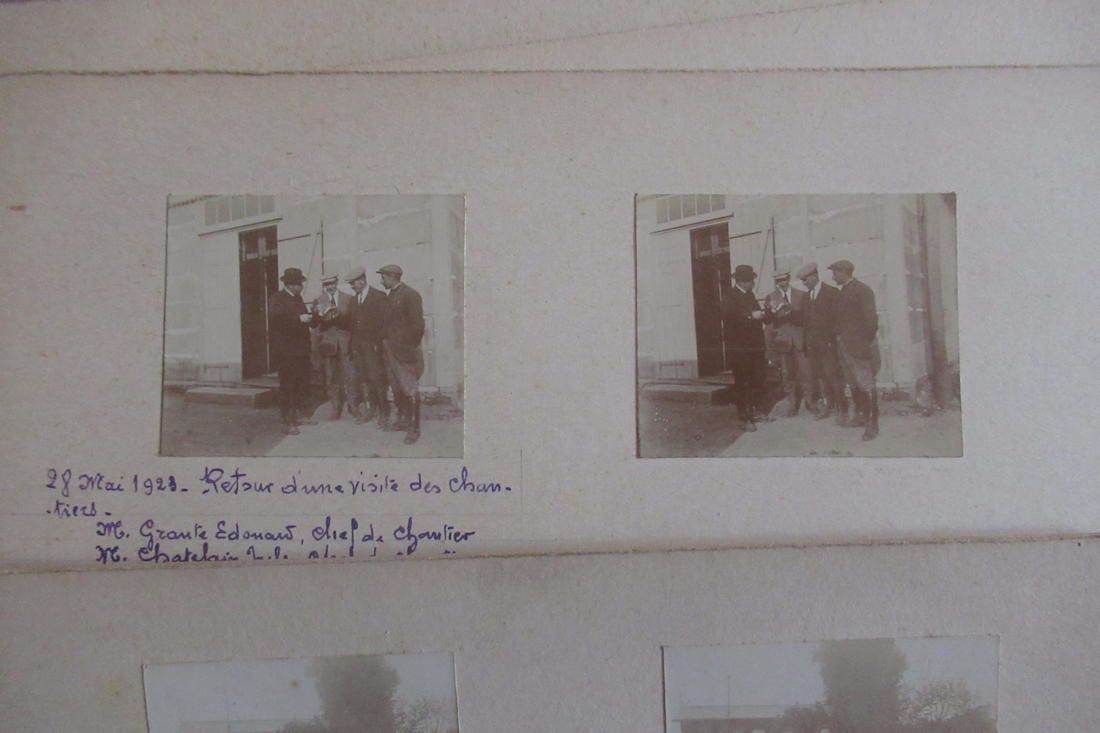 28 Mai 1923 - Retour d'une visite des chan-
-tiers -
M. Grante Edouard, chef de chantier
M. Chatelain